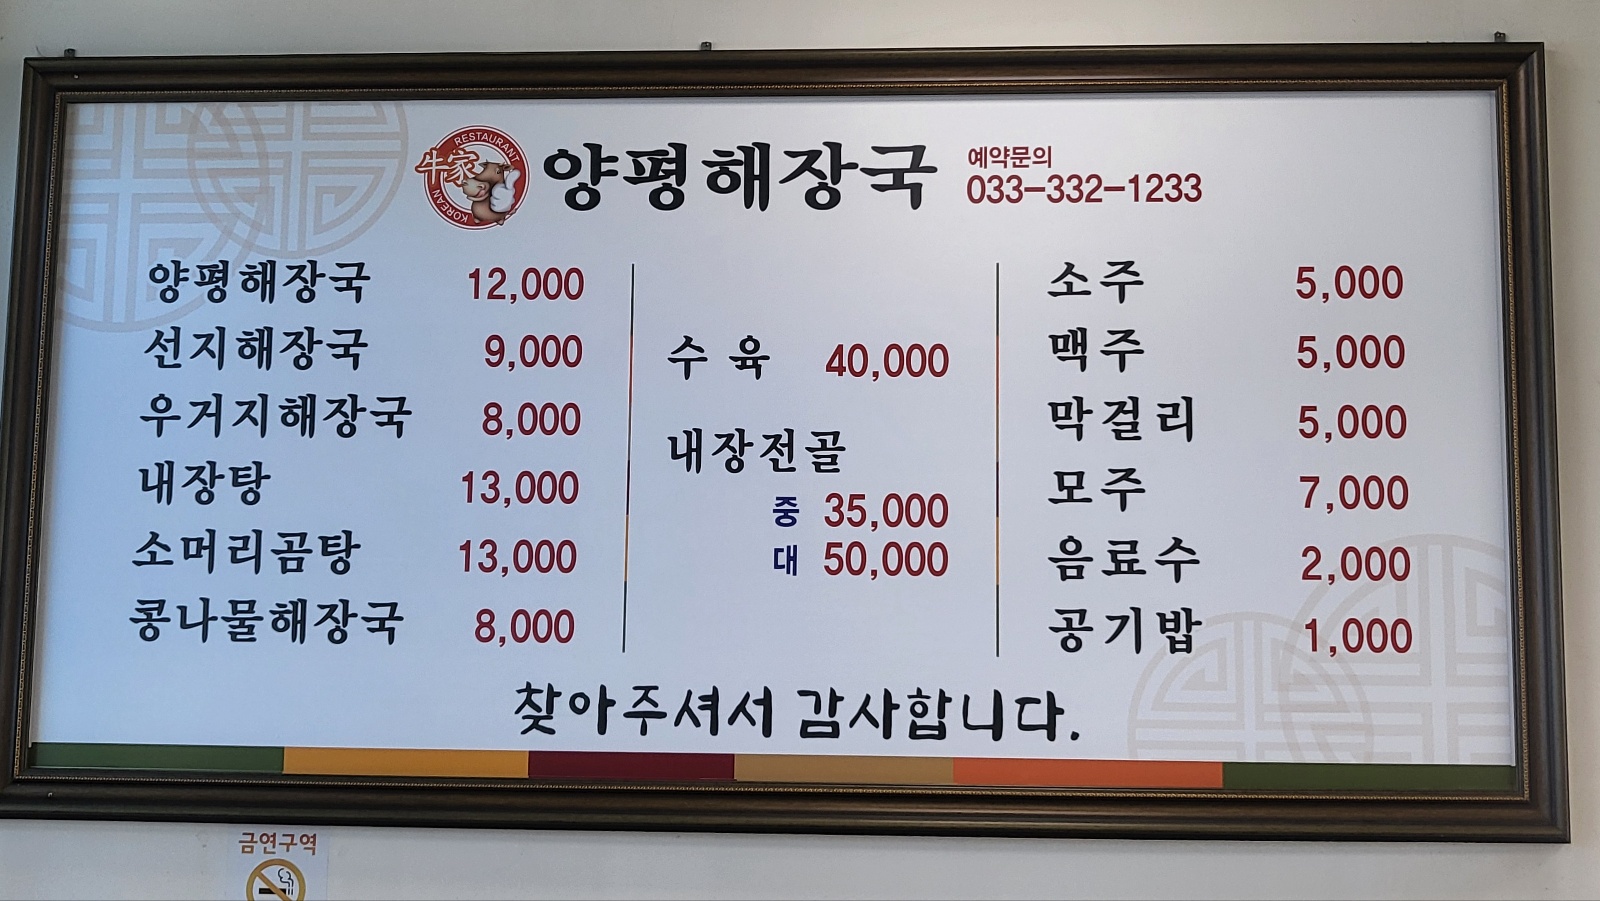 牛家
RESTAURANT
KOREAN
양평해장국
예약문의
033-332-1233
양평해장국 12,000
선지해장국 9,000
우거지해장국 8,000
내장탕 13,000
소머리곰탕 13,000
콩나물해장국 8,000
수육 40,000
내장전골
중 35,000
대 50,000
소주 5,000
맥주 5,000
막걸리 5,000
모주 7,000
음료수 2,000
공기밥 1,000
찾아주셔서 감사합니다.
금연구역